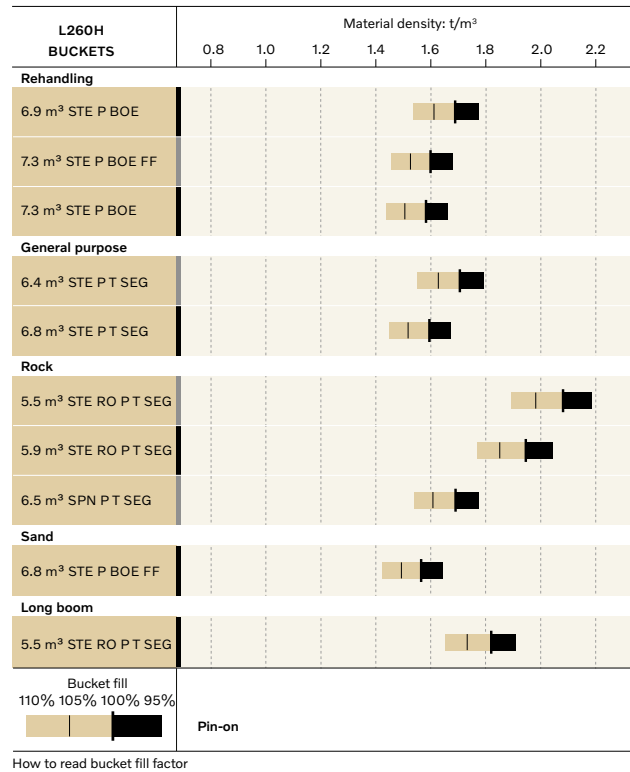 L260H
BUCKETS
Material density: t/m³
0.8 1.0 1.2 1.4 1.6 1.8 2.0 2.2
Rehandling
6.9 m³ STE P BOE
7.3 m³ STE P BOE FF
7.3 m³ STE P BOE
General purpose
6.4 m³ STE P T SEG
6.8 m³ STE P T SEG
Rock
5.5 m³ STE RO P T SEG
5.9 m³ STE RO P T SEG
6.5 m³ SPN P T SEG
Sand
6.8 m³ STE P BOE FF
Long boom
5.5 m³ STE RO P T SEG
Bucket fill
110% 105% 100% 95%
Pin-on
How to read bucket fill factor